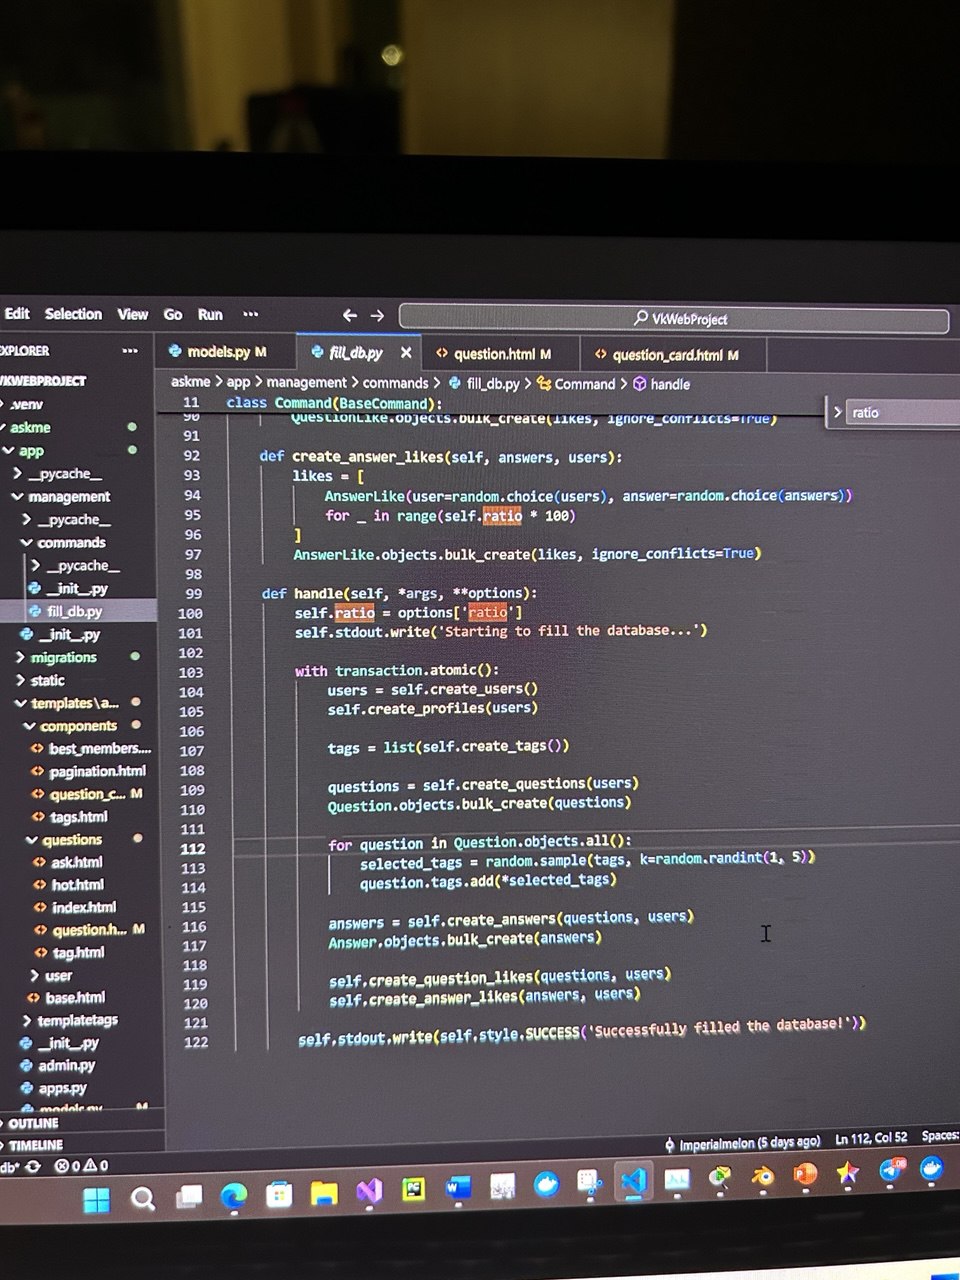 Edit Selection View Go Run ··· ← → VkWebProject
EXPLORER ···
models.py M fill_db.py × question.html M question_card.html M
VKWEBPROJECT
askme > app > management > commands > fill_db.py > Command > handle
ratio
.venv
askme
app
__pycache__
management
__pycache__
commands
__pycache__
__init__.py
fill_db.py
__init__.py
migrations
static
templates\a...
components
best_members....
pagination.html
question_c... M
tags.html
questions
ask.html
hot.html
index.html
question.h... M
tag.html
user
base.html
templatetags
__init__.py
admin.py
apps.py
models.py M
OUTLINE
TIMELINE
11 class Command(BaseCommand):
90 QuestionLike.objects.bulk_create(likes, ignore_conflicts=True)
91
92 def create_answer_likes(self, answers, users):
93 likes = [
94 AnswerLike(user=random.choice(users), answer=random.choice(answers))
95 for _ in range(self.ratio * 100)
96 ]
97 AnswerLike.objects.bulk_create(likes, ignore_conflicts=True)
98
99 def handle(self, *args, **options):
100 self.ratio = options['ratio']
101 self.stdout.write('Starting to fill the database...')
102
103 with transaction.atomic():
104 users = self.create_users()
105 self.create_profiles(users)
106
107 tags = list(self.create_tags())
108
109 questions = self.create_questions(users)
110 Question.objects.bulk_create(questions)
111
112 for question in Question.objects.all():
113 selected_tags = random.sample(tags, k=random.randint(1, 5))
114 question.tags.add(*selected_tags)
115
116 answers = self.create_answers(questions, users)
117 Answer.objects.bulk_create(answers)
118
119 self.create_question_likes(questions, users)
120 self.create_answer_likes(answers, users)
121
122 self.stdout.write(self.style.SUCCESS('Successfully filled the database!'))
db* 0 0 Imperialmelon (5 days ago) Ln 112, Col 52 Spaces: